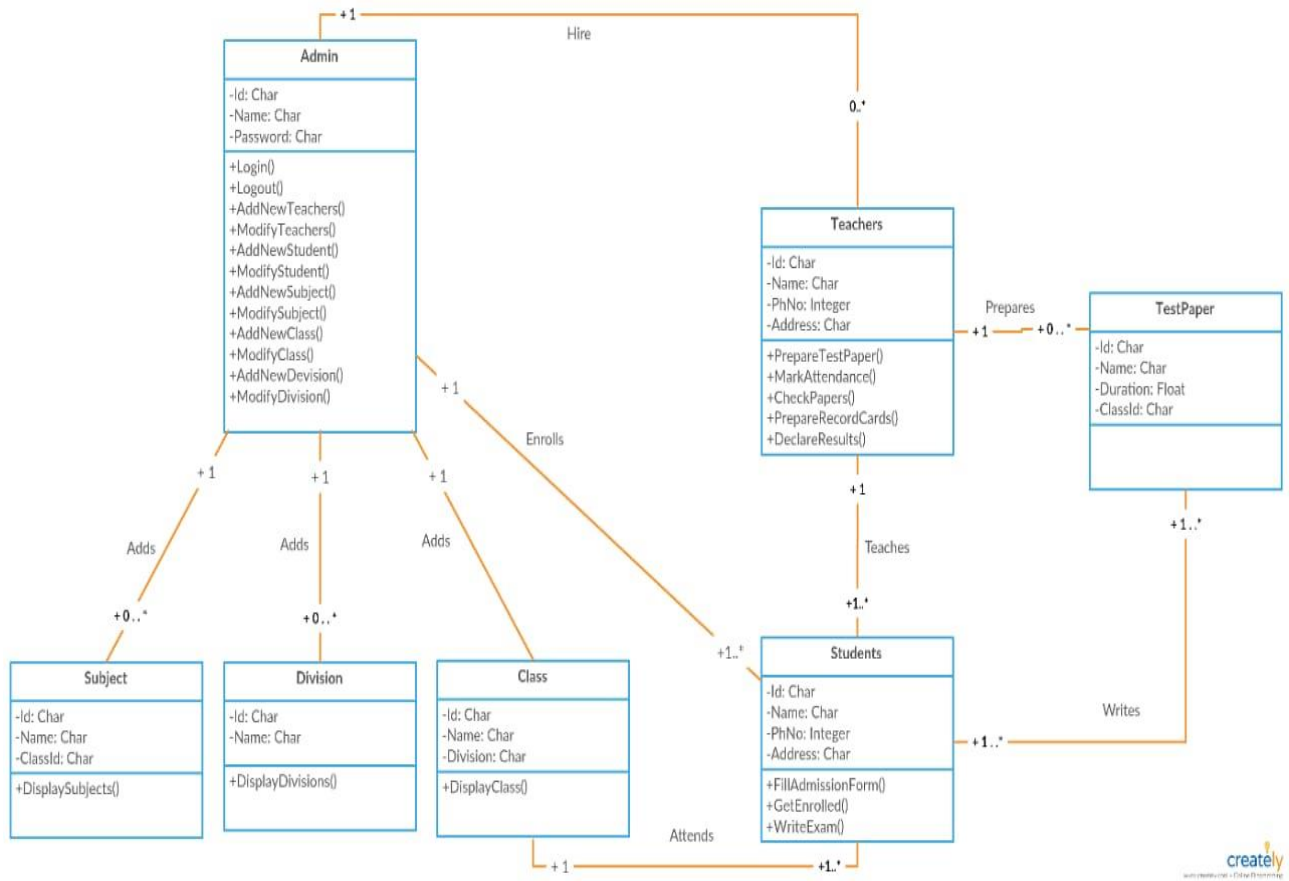 +1
Hire
Admin
-Id: Char
-Name: Char
-Password: Char
+Login()
+Logout()
+AddNewTeachers()
+ModifyTeachers()
+AddNewStudent()
+ModifyStudent()
+AddNewSubject()
+ModifySubject()
+AddNewClass()
+ModifyClass()
+AddNewDevision()
+ModifyDivision()
0..*
Teachers
-Id: Char
-Name: Char
-PhNo: Integer
-Address: Char
+PrepareTestPaper()
+MarkAttendance()
+CheckPapers()
+PrepareRecordCards()
+DeclareResults()
Prepares
+1
+0..*
TestPaper
-Id: Char
-Name: Char
-Duration: Float
-ClassId: Char
+1
Enrolls
+1..*
+1
Adds
+0..*
+1
Adds
+0..*
+1
Adds
+1
Teaches
+1..*
+1..*
Writes
+1..*
Subject
-Id: Char
-Name: Char
-ClassId: Char
+DisplaySubjects()
Division
-Id: Char
-Name: Char
+DisplayDivisions()
Class
-Id: Char
-Name: Char
-Division: Char
+DisplayClass()
Students
-Id: Char
-Name: Char
-PhNo: Integer
-Address: Char
+FillAdmissionForm()
+GetEnrolled()
+WriteExam()
Attends
+1
+1..*
creately